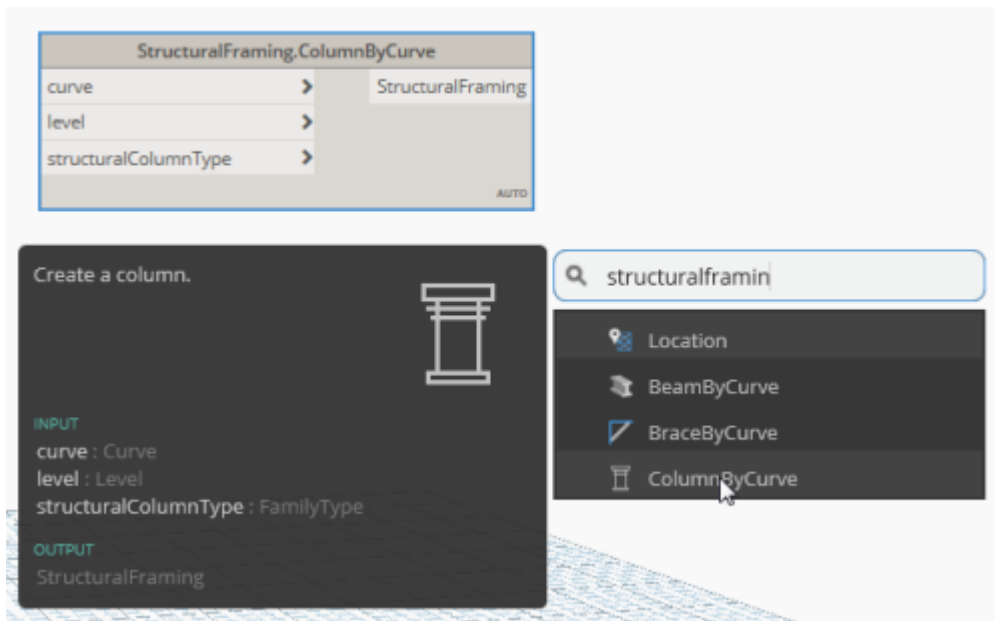 StructuralFraming.ColumnByCurve
curve > StructuralFraming
level >
structuralColumnType >
AUTO
Create a column.
INPUT
curve : Curve
level : Level
structuralColumnType : FamilyType
OUTPUT
StructuralFraming
structuralframin
Location
BeamByCurve
BraceByCurve
ColumnByCurve